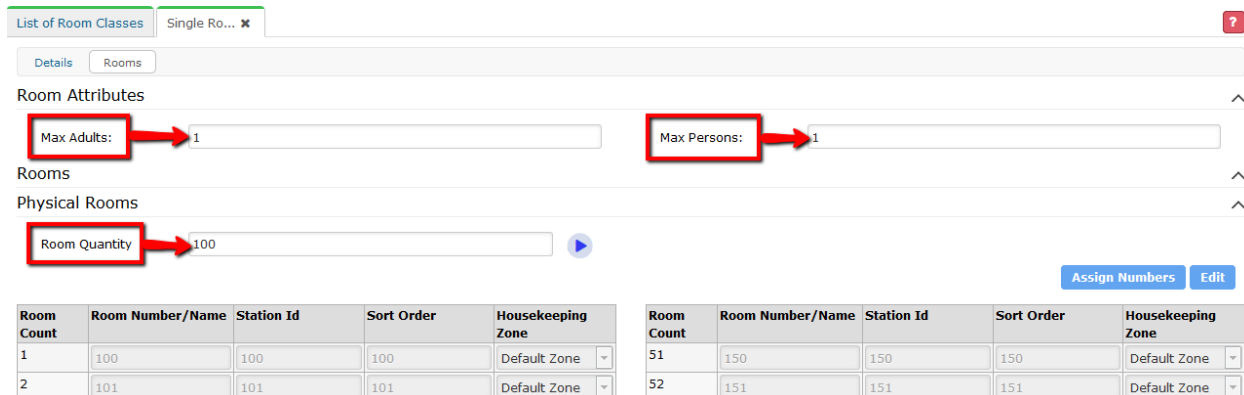 List of Room Classes Single Ro... ✖ ?
Details Rooms
Room Attributes
Max Adults: 1 Max Persons: 1
Rooms
Physical Rooms
Room Quantity 100
Assign Numbers Edit
Room Count Room Number/Name Station Id Sort Order Housekeeping Zone Room Count Room Number/Name Station Id Sort Order Housekeeping Zone
1 100 100 100 Default Zone 51 150 150 150 Default Zone
2 101 101 101 Default Zone 52 151 151 151 Default Zone